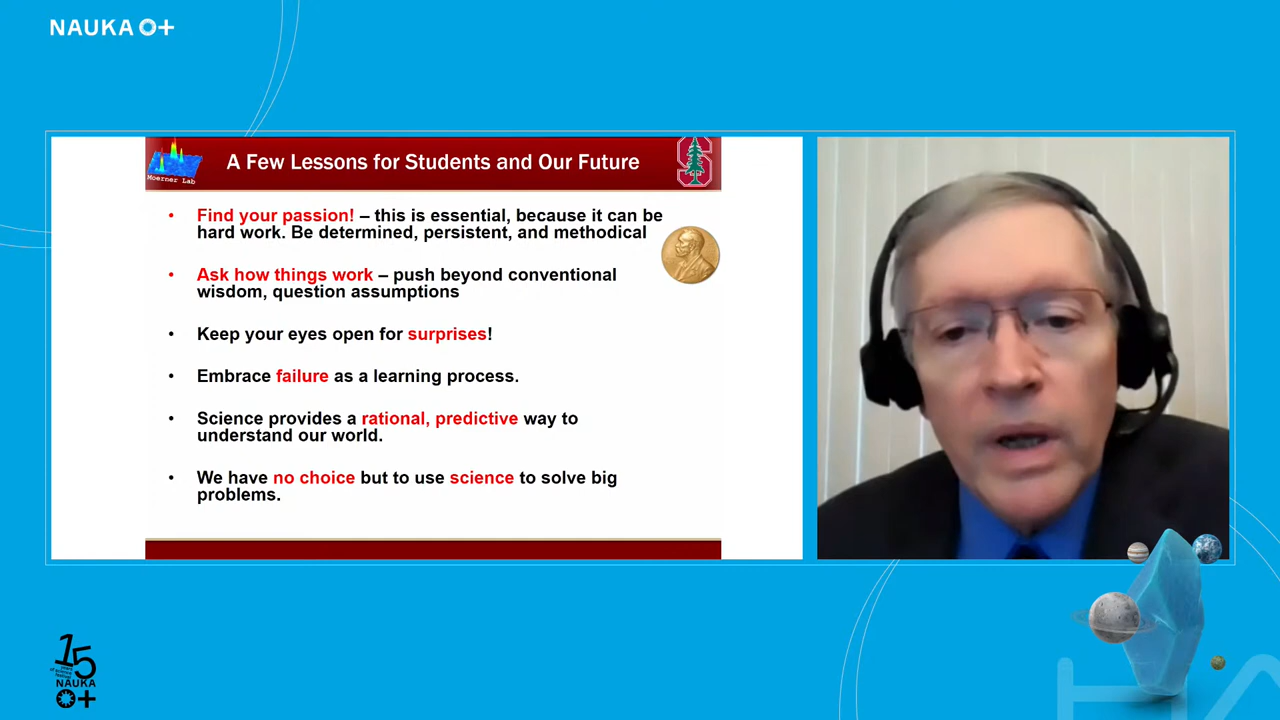 NAUKA O+
Moerner Lab
A Few Lessons for Students and Our Future
• Find your passion! – this is essential, because it can be
hard work. Be determined, persistent, and methodical
• Ask how things work – push beyond conventional
wisdom, question assumptions
• Keep your eyes open for surprises!
• Embrace failure as a learning process.
• Science provides a rational, predictive way to
understand our world.
• We have no choice but to use science to solve big
problems.
15
NAUKA
O+